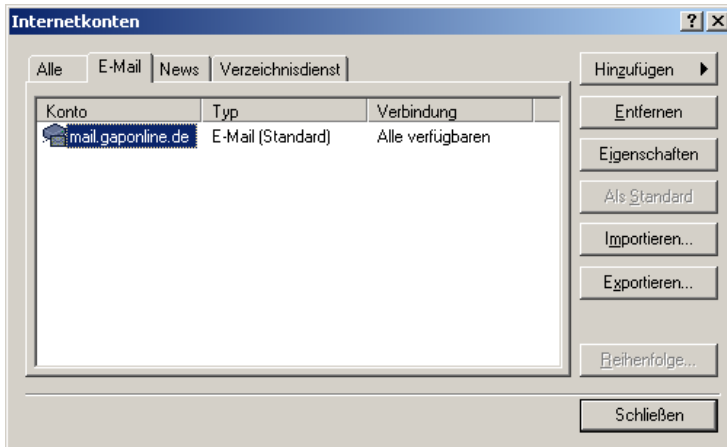 Internetkonten
Alle E-Mail News Verzeichnisdienst
Konto Typ Verbindung
mail.gaponline.de E-Mail (Standard) Alle verfügbaren
Hinzufügen
Entfernen
Eigenschaften
Als Standard
Importieren...
Exportieren...
Reihenfolge...
Schließen